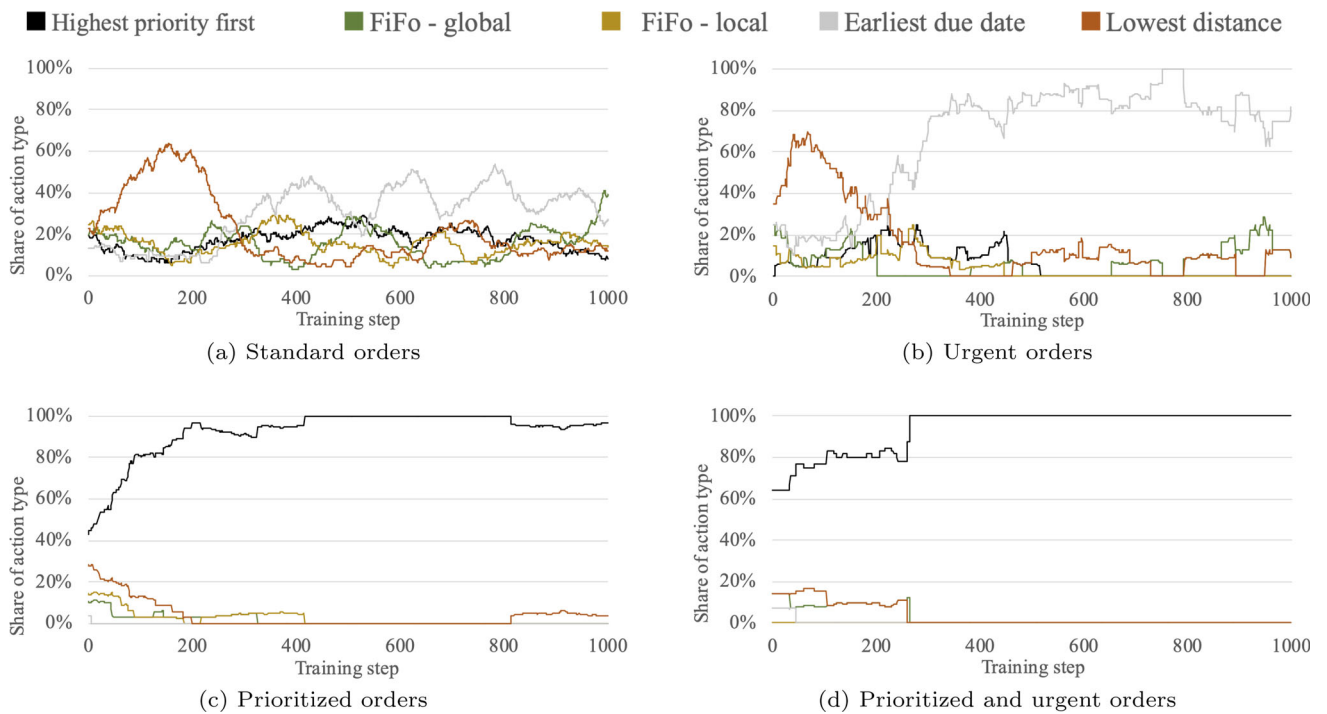 Highest priority first FiFo - global FiFo - local Earliest due date Lowest distance
Share of action type
100%
80%
60%
40%
20%
0%
0 200 400 600 800 1000
Training step
(a) Standard orders
Share of action type
100%
80%
60%
40%
20%
0%
0 200 400 600 800 1000
Training step
(b) Urgent orders
Share of action type
100%
80%
60%
40%
20%
0%
0 200 400 600 800 1000
Training step
(c) Prioritized orders
Share of action type
100%
80%
60%
40%
20%
0%
0 200 400 600 800 1000
Training step
(d) Prioritized and urgent orders